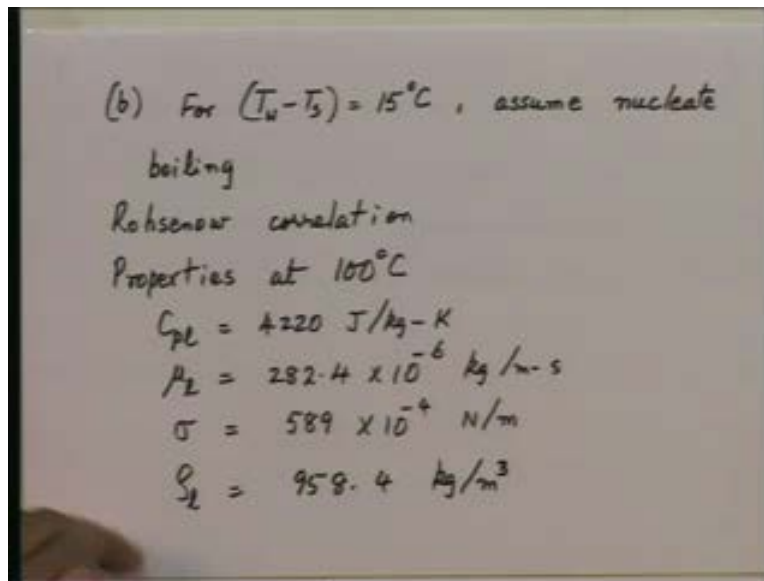 (b) For (Tw-Ts) = 15°C, assume nucleate
boiling
Rohsenow correlation
Properties at 100°C
Cpl = 4220 J/kg-K
μl = 282.4 × 10⁻⁶ kg/m-s
σ = 589 × 10⁻⁴ N/m
ρl = 958.4 kg/m³